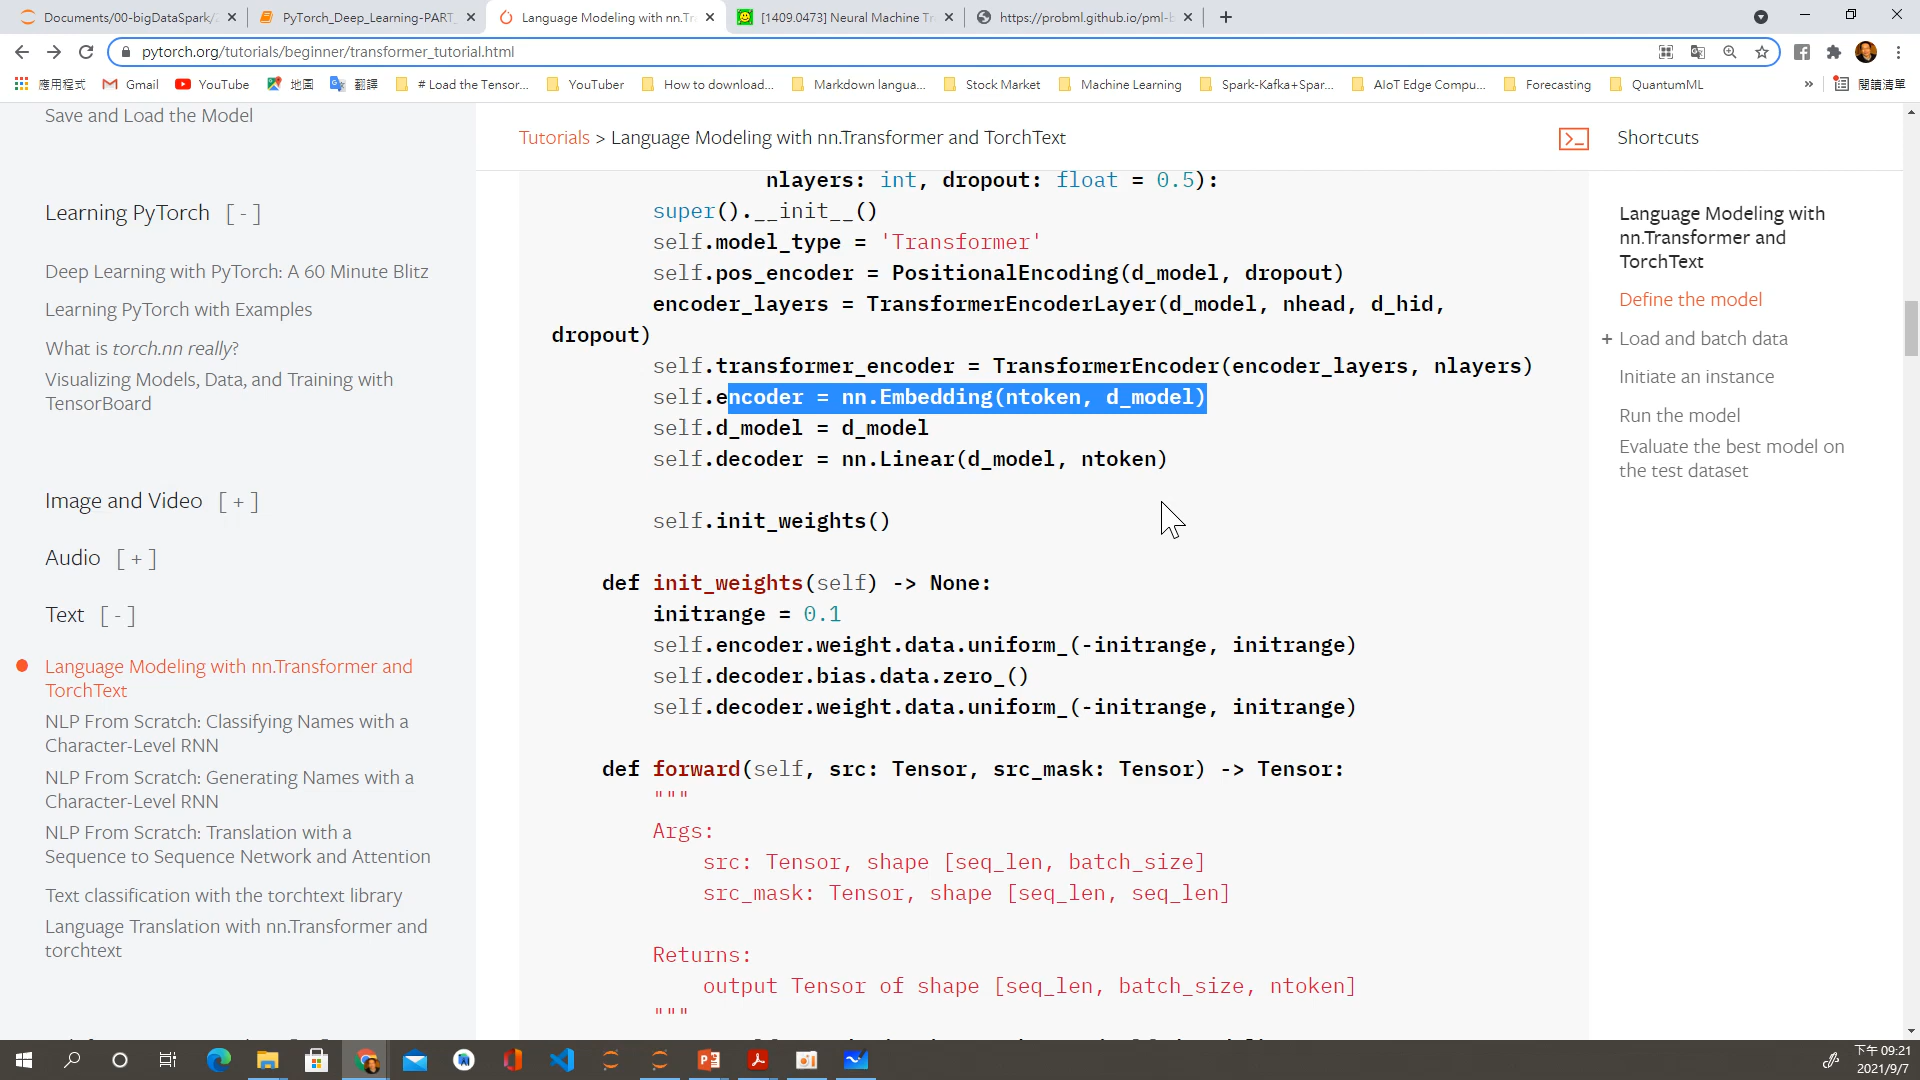 Documents/00-bigDataSpark/
PyTorch_Deep_Learning-PART_
Language Modeling with nn.Tr
[1409.0473] Neural Machine Tr
https://probml.github.io/pml-b
pytorch.org/tutorials/beginner/transformer_tutorial.html
應用程式
Gmail
YouTube
地圖
翻譯
# Load the Tensor...
YouTuber
How to download...
Markdown langua...
Stock Market
Machine Learning
Spark-Kafka+Spar...
AIoT Edge Compu...
Forecasting
QuantumML
»
閱讀清單
Save and Load the Model
Learning PyTorch [ - ]
Deep Learning with PyTorch: A 60 Minute Blitz
Learning PyTorch with Examples
What is torch.nn really?
Visualizing Models, Data, and Training with
TensorBoard
Image and Video [ + ]
Audio [ + ]
Text [ - ]
Language Modeling with nn.Transformer and
TorchText
NLP From Scratch: Classifying Names with a
Character-Level RNN
NLP From Scratch: Generating Names with a
Character-Level RNN
NLP From Scratch: Translation with a
Sequence to Sequence Network and Attention
Text classification with the torchtext library
Language Translation with nn.Transformer and
torchtext
Tutorials > Language Modeling with nn.Transformer and TorchText
Shortcuts
nlayers: int, dropout: float = 0.5):
super().__init__()
self.model_type = 'Transformer'
self.pos_encoder = PositionalEncoding(d_model, dropout)
encoder_layers = TransformerEncoderLayer(d_model, nhead, d_hid,
dropout)
self.transformer_encoder = TransformerEncoder(encoder_layers, nlayers)
self.encoder = nn.Embedding(ntoken, d_model)
self.d_model = d_model
self.decoder = nn.Linear(d_model, ntoken)
self.init_weights()
def init_weights(self) -> None:
initrange = 0.1
self.encoder.weight.data.uniform_(-initrange, initrange)
self.decoder.bias.data.zero_()
self.decoder.weight.data.uniform_(-initrange, initrange)
def forward(self, src: Tensor, src_mask: Tensor) -> Tensor:
"""
Args:
src: Tensor, shape [seq_len, batch_size]
src_mask: Tensor, shape [seq_len, seq_len]
Returns:
output Tensor of shape [seq_len, batch_size, ntoken]
"""
Language Modeling with
nn.Transformer and
TorchText
Define the model
+ Load and batch data
Initiate an instance
Run the model
Evaluate the best model on
the test dataset
下午 09:21
2021/9/7